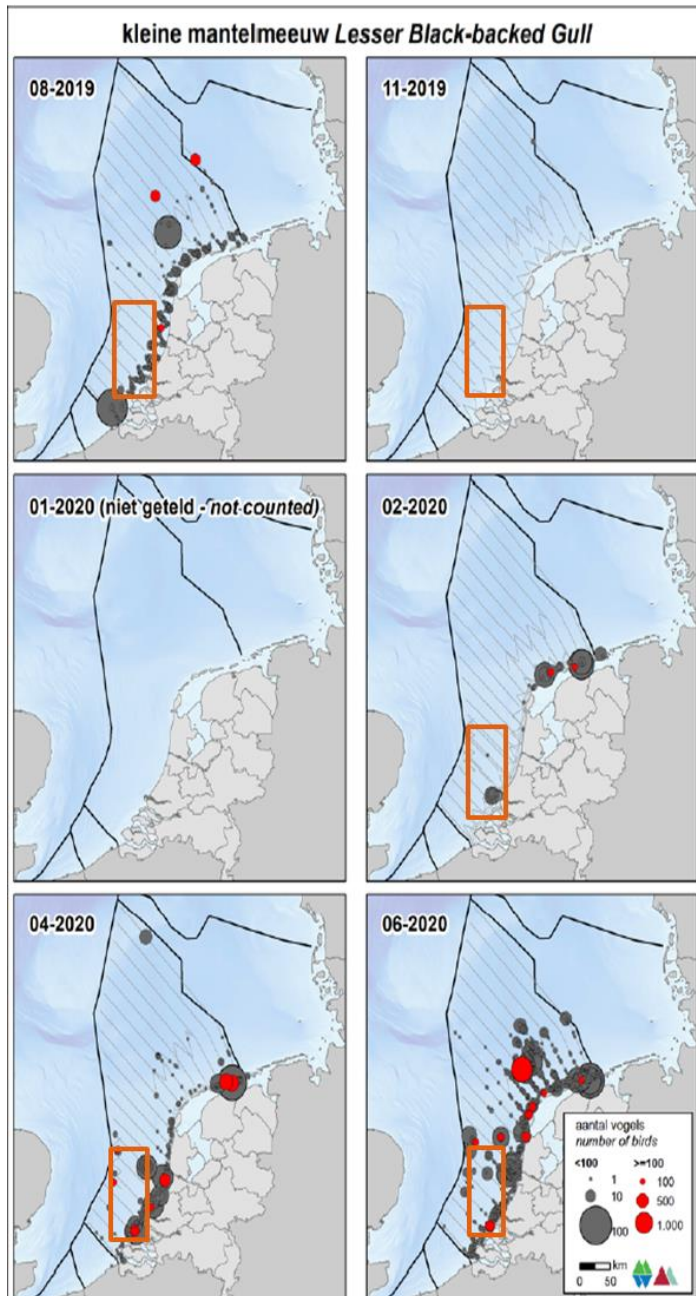 kleine mantelmeeuw Lesser Black-backed Gull
08-2019
11-2019
01-2020 (niet geteld - not counted)
02-2020
04-2020
06-2020
aantal vogels
number of birds
<100 >=100
1 100
10 500
100 1.000
km
0 50